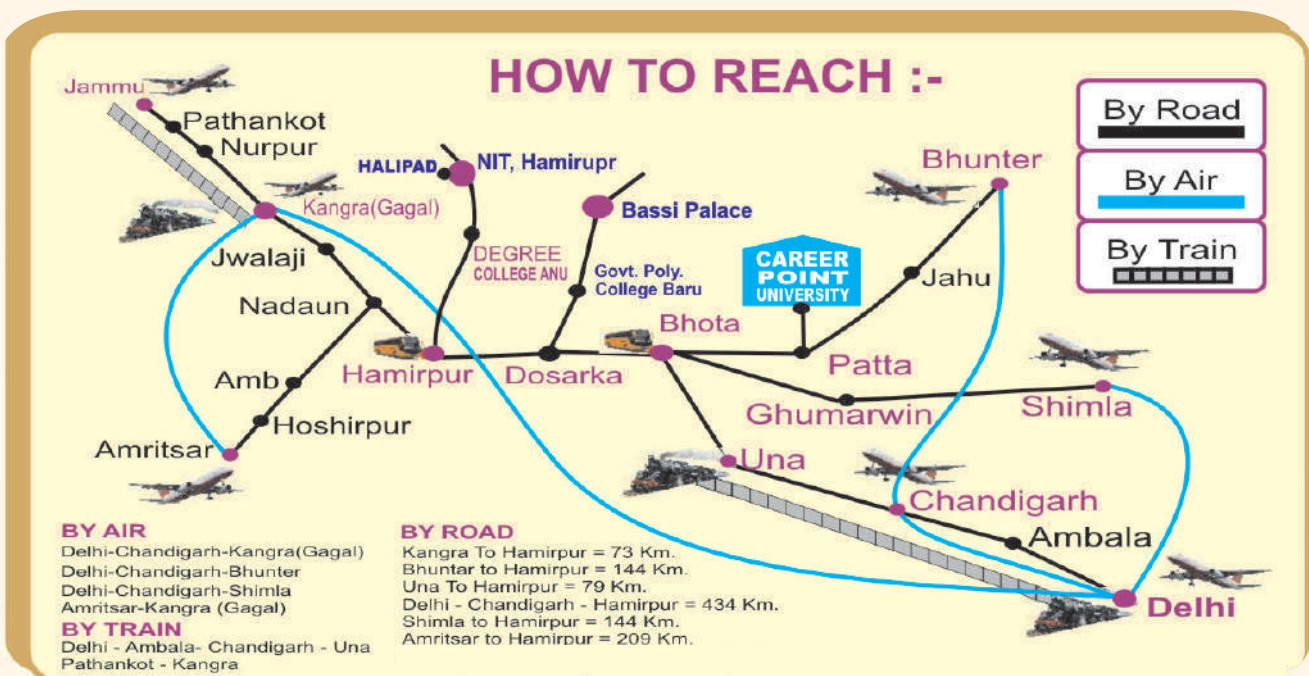 HOW TO REACH :-
By Road
By Air
By Train
Jammu
Pathankot
Nurpur
Kangra(Gagal)
Jwalaji
Nadaun
Amb
Hoshirpur
Amritsar
HALIPAD
NIT, Hamirupr
DEGREE
COLLEGE ANU
Hamirpur
Bassi Palace
Govt. Poly.
College Baru
Dosarka
CAREER
POINT
UNIVERSITY
Bhota
Patta
Jahu
Bhunter
Ghumarwin
Shimla
Una
Chandigarh
Ambala
Delhi
BY AIR
Delhi-Chandigarh-Kangra(Gagal)
Delhi-Chandigarh-Bhunter
Delhi-Chandigarh-Shimla
Amritsar-Kangra (Gagal)
BY TRAIN
Delhi - Ambala- Chandigarh - Una
Pathankot - Kangra
BY ROAD
Kangra To Hamirpur = 73 Km.
Bhuntar to Hamirpur = 144 Km.
Una To Hamirpur = 79 Km.
Delhi - Chandigarh - Hamirpur = 434 Km.
Shimla to Hamirpur = 144 Km.
Amritsar to Hamirpur = 209 Km.